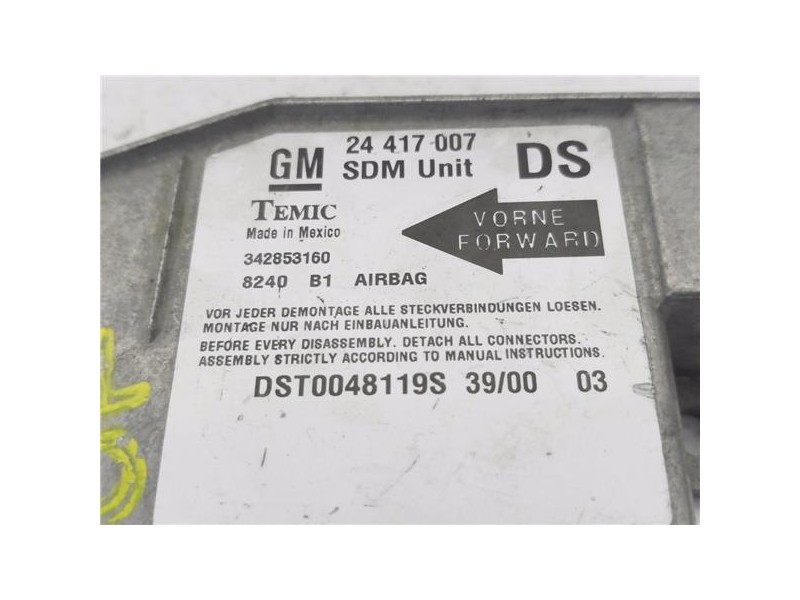 24 417 007
GM SDM Unit DS
TEMIC
Made in Mexico
VORNE
FORWARD
342853160
8240 B1 AIRBAG
VOR JEDER DEMONTAGE ALLE STECKVERBINDUNGEN LOESEN.
MONTAGE NUR NACH EINBAUANLEITUNG.
BEFORE EVERY DISASSEMBLY. DETACH ALL CONNECTORS.
ASSEMBLY STRICTLY ACCORDING TO MANUAL INSTRUCTIONS.
DST0048119S 39/00 03